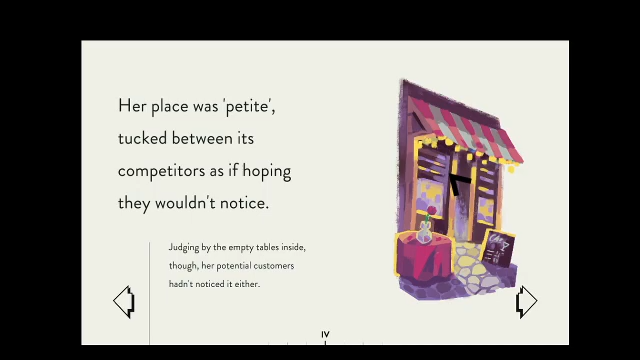 Her place was 'petite',
tucked between its
competitors as if hoping
they wouldn't notice.
Judging by the empty tables inside,
though, her potential customers
hadn't noticed it either.
IV